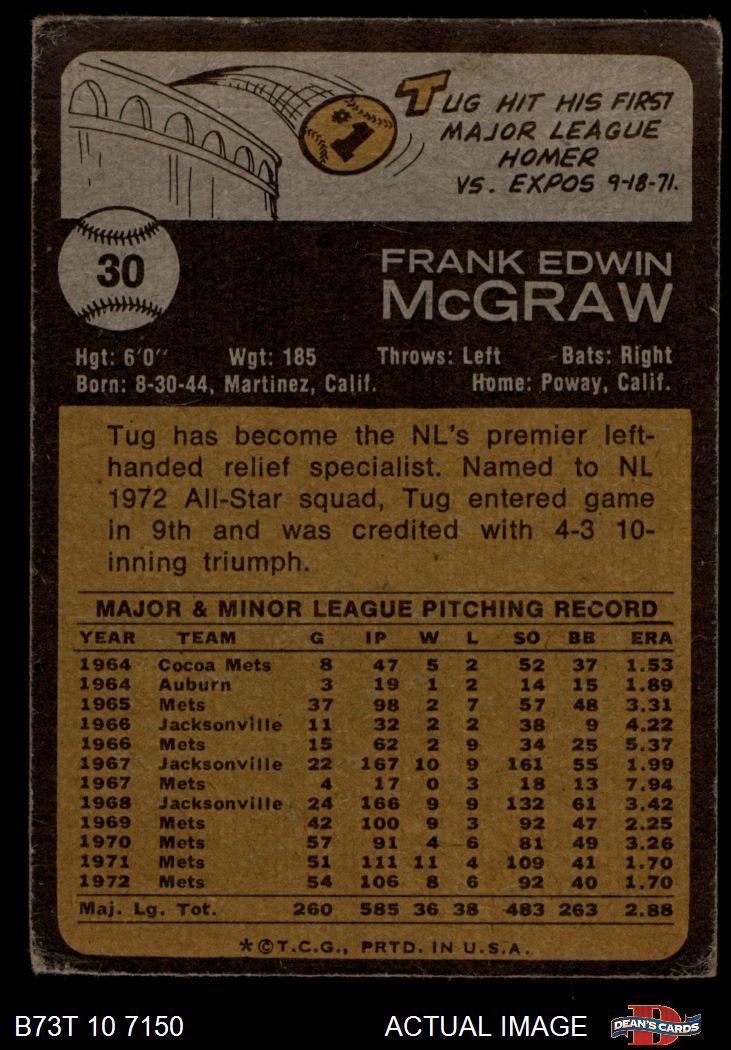 #1
TUG HIT HIS FIRST
MAJOR LEAGUE
HOMER
VS. EXPOS 9-18-71.
30
FRANK EDWIN
McGRAW
Hgt: 6'0" Wgt: 185 Throws: Left Bats: Right
Born: 8-30-44, Martinez, Calif. Home: Poway, Calif.
Tug has become the NL's premier left-
handed relief specialist. Named to NL
1972 All-Star squad, Tug entered game
in 9th and was credited with 4-3 10-
inning triumph.
MAJOR & MINOR LEAGUE PITCHING RECORD
YEAR TEAM G IP W L SO BB ERA
1964 Cocoa Mets 8 47 5 2 52 37 1.53
1964 Auburn 3 19 1 2 14 15 1.89
1965 Mets 37 98 2 7 57 48 3.31
1966 Jacksonville 11 32 2 2 38 9 4.22
1966 Mets 15 62 2 9 34 25 5.37
1967 Jacksonville 22 167 10 9 161 55 1.99
1967 Mets 4 17 0 3 18 13 7.94
1968 Jacksonville 24 166 9 9 132 61 3.42
1969 Mets 42 100 9 3 92 47 2.25
1970 Mets 57 91 4 6 81 49 3.26
1971 Mets 51 111 11 4 109 41 1.70
1972 Mets 54 106 8 6 92 40 1.70
Maj. Lg. Tot. 260 585 36 38 483 263 2.88
*©T.C.G., PRTD. IN U.S.A.
B73T 10 7150 ACTUAL IMAGE
D
DEAN'S CARDS